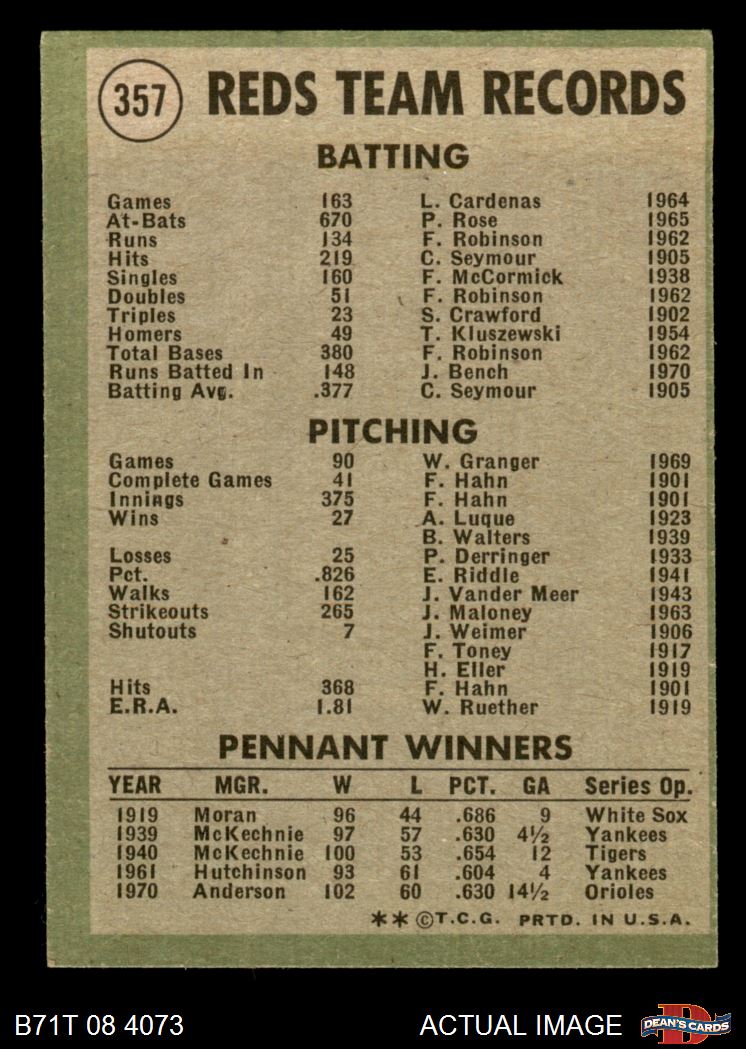 357 REDS TEAM RECORDS
BATTING
Games 163 L. Cardenas 1964
At-Bats 670 P. Rose 1965
Runs 134 F. Robinson 1962
Hits 219 C. Seymour 1905
Singles 160 F. McCormick 1938
Doubles 51 F. Robinson 1962
Triples 23 S. Crawford 1902
Homers 49 T. Kluszewski 1954
Total Bases 380 F. Robinson 1962
Runs Batted In 148 J. Bench 1970
Batting Avg. .377 C. Seymour 1905
PITCHING
Games 90 W. Granger 1969
Complete Games 41 F. Hahn 1901
Innings 375 F. Hahn 1901
Wins 27 A. Luque 1923
B. Walters 1939
Losses 25 P. Derringer 1933
Pct. .826 E. Riddle 1941
Walks 162 J. Vander Meer 1943
Strikeouts 265 J. Maloney 1963
Shutouts 7 J. Weimer 1906
F. Toney 1917
H. Eller 1919
Hits 368 F. Hahn 1901
E.R.A. 1.81 W. Ruether 1919
PENNANT WINNERS
YEAR MGR. W L PCT. GA Series Op.
1919 Moran 96 44 .686 9 White Sox
1939 McKechnie 97 57 .630 4½ Yankees
1940 McKechnie 100 53 .654 12 Tigers
1961 Hutchinson 93 61 .604 4 Yankees
1970 Anderson 102 60 .630 14½ Orioles
** ©T.C.G. PRTD. IN U.S.A.
B71T 08 4073 ACTUAL IMAGE D DEAN'S CARDS